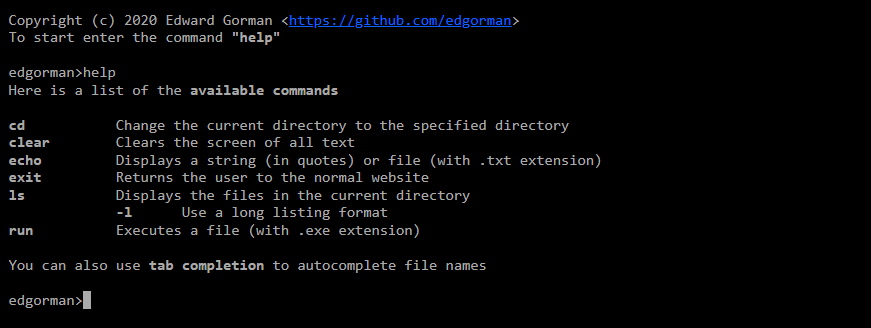 Copyright (c) 2020 Edward Gorman <https://github.com/edgorman>
To start enter the command "help"
edgorman>help
Here is a list of the available commands
cd Change the current directory to the specified directory
clear Clears the screen of all text
echo Displays a string (in quotes) or file (with .txt extension)
exit Returns the user to the normal website
ls Displays the files in the current directory
-l Use a long listing format
run Executes a file (with .exe extension)
You can also use tab completion to autocomplete file names
edgorman>